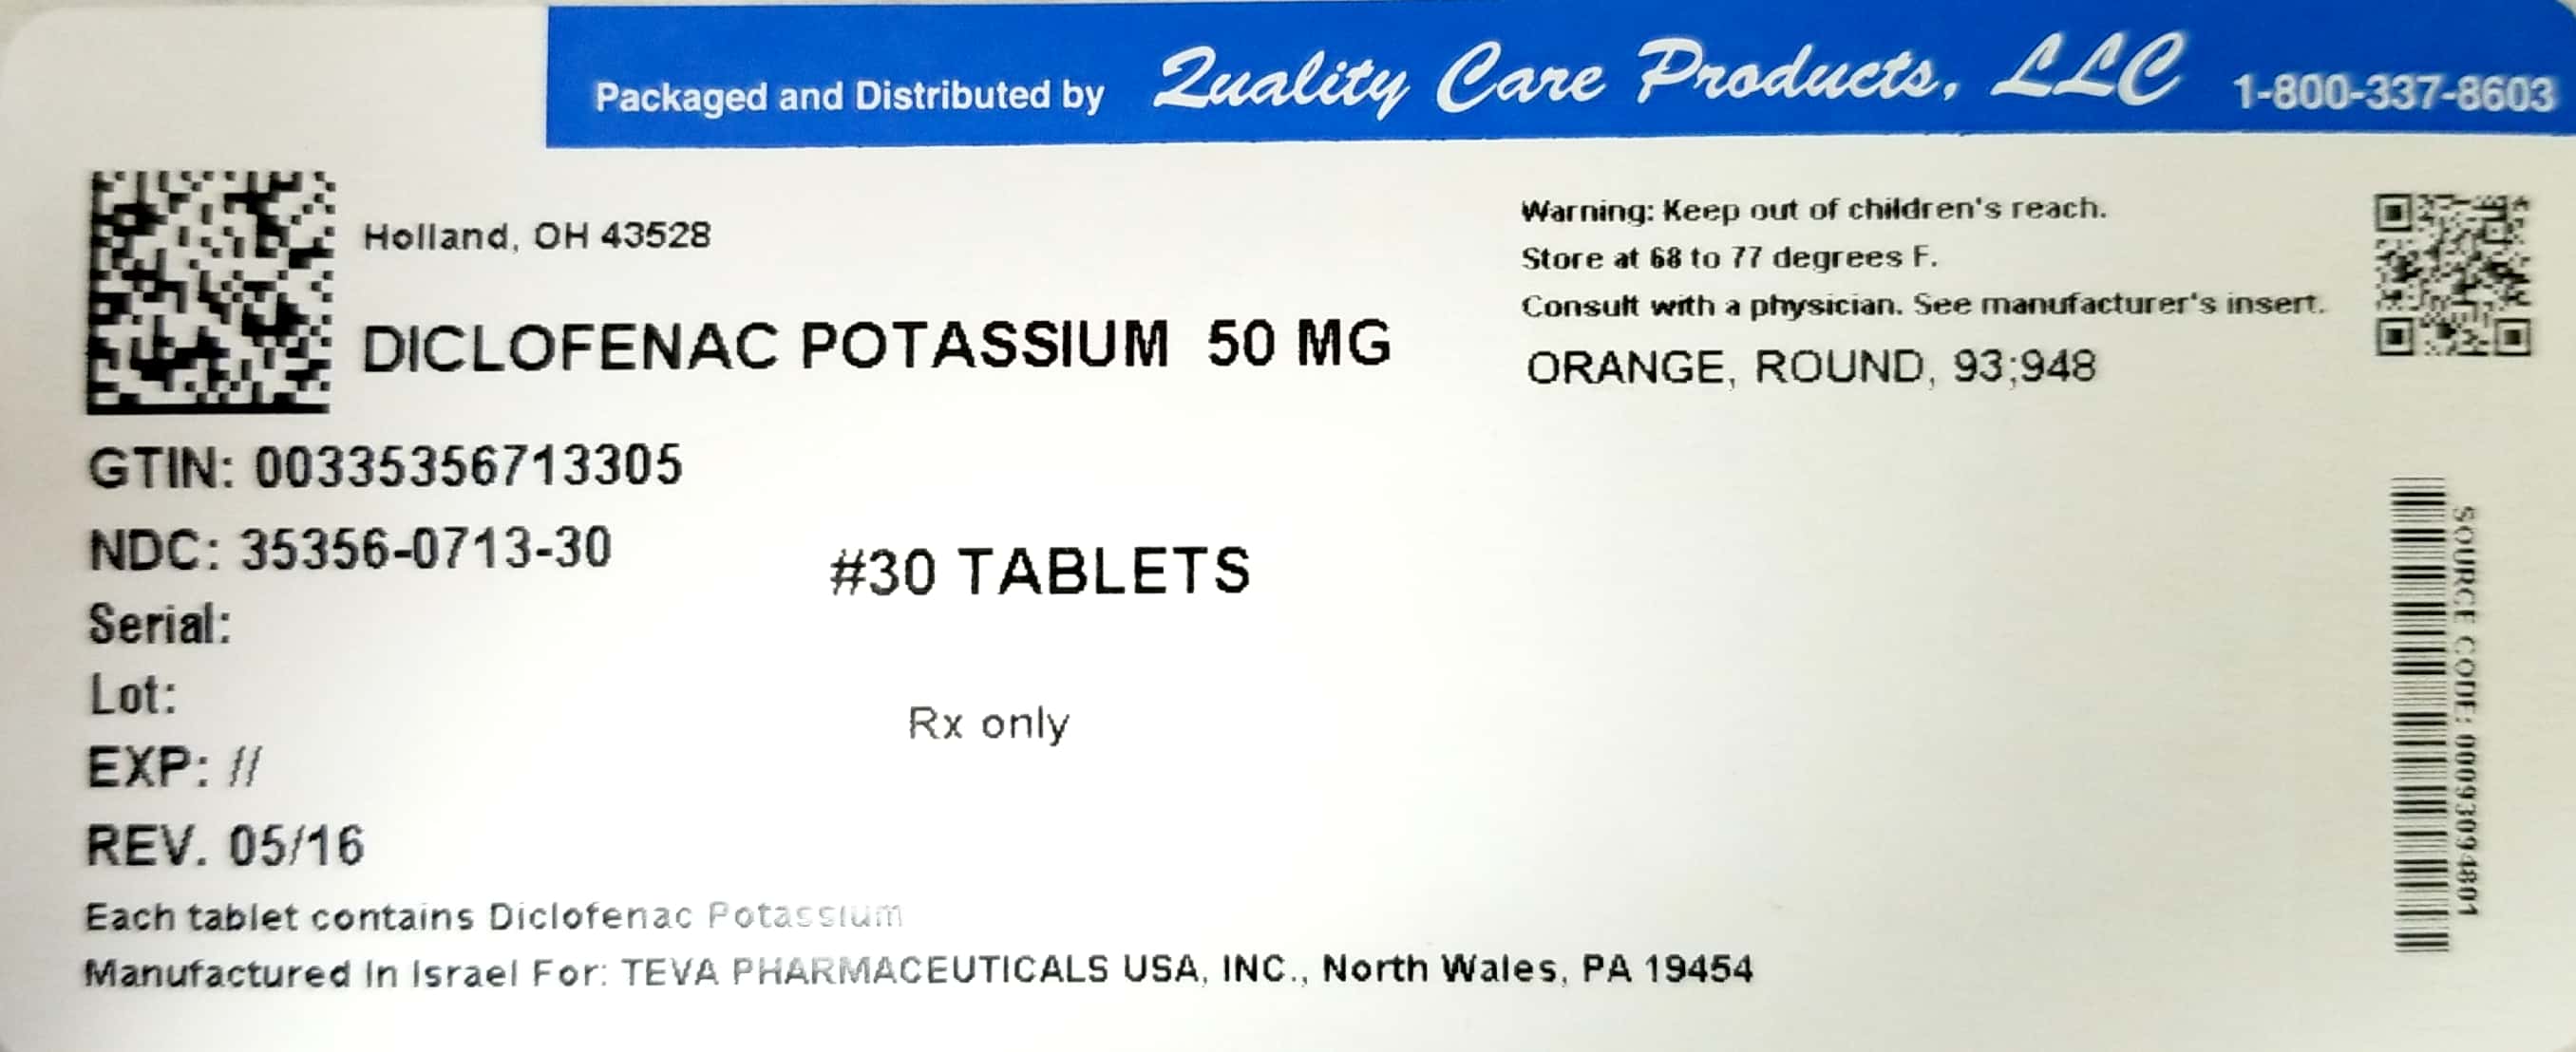 Packaged and Distributed by Quality Care Products, LLC 1-800-337-8603
Holland, OH 43528
DICLOFENAC POTASSIUM 50 MG
Warning: Keep out of children's reach.
Store at 68 to 77 degrees F.
Consult with a physician. See manufacturer's insert.
ORANGE, ROUND, 93;948
GTIN: 00335356713305
NDC: 35356-0713-30
#30 TABLETS
Serial:
Lot:
Rx only
EXP: //
REV. 05/16
Each tablet contains Diclofenac Potassium
Manufactured In Israel For: TEVA PHARMACEUTICALS USA, INC., North Wales, PA 19454
SOURCE CODE: 00093094801